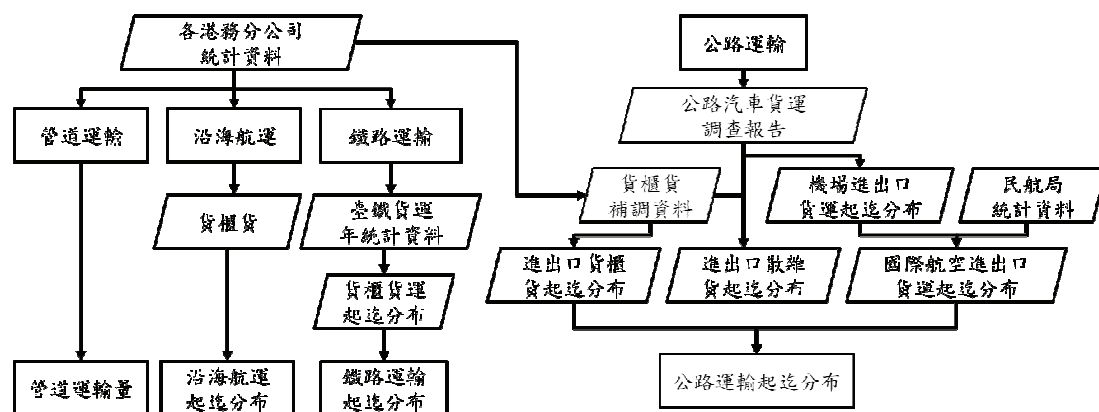 各港務分公司
統計資料
公路運輸
公路汽車貨運
調查報告
管道運輸
沿海航運
鐵路運輸
貨櫃貨
補調資料
機場進出口
貨運起迄分布
民航局
統計資料
貨櫃貨
臺鐵貨運
年統計資料
進出口貨櫃
貨起迄分布
進出口散雜
貨起迄分布
國際航空進出口
貨運起迄分布
貨櫃貨運
起迄分布
管道運輸量
沿海航運
起迄分布
鐵路運輸
起迄分布
公路運輸起迄分布